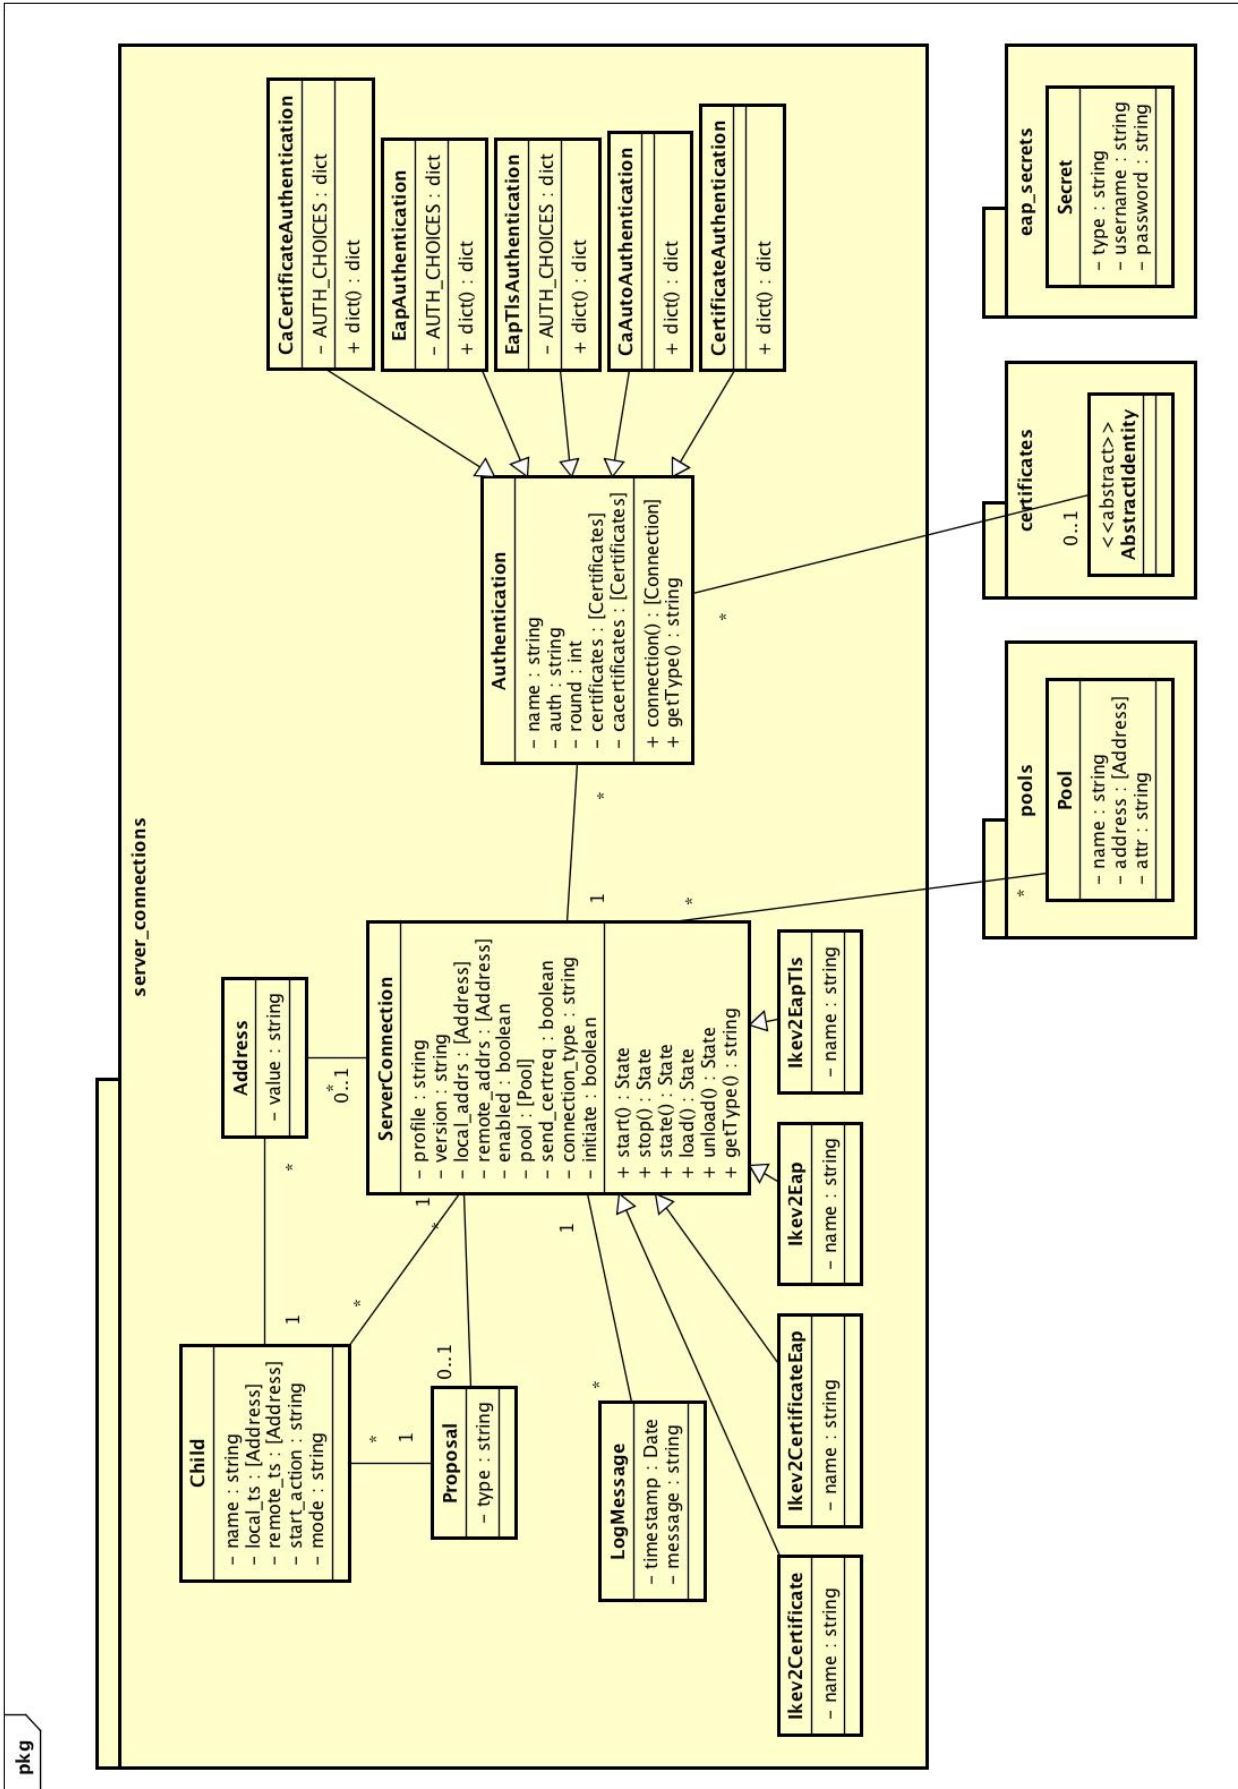 pkg
server_connections
Child
– name : string
– local_ts : [Address]
– remote_ts : [Address]
– start_action : string
– mode : string
1
*
Address
– value : string
*
0..1
*
*
1
Proposal
– type : string
0..1
*
1
ServerConnection
– profile : string
– version : string
– local_addrs : [Address]
– remote_addrs : [Address]
– enabled : boolean
– pool : [Pool]
– send_certreq : boolean
– connection_type : string
– initiate : boolean
+ start() : State
+ stop() : State
+ state() : State
+ load() : State
+ unload() : State
+ getType() : string
1
*
Authentication
– name : string
– auth : string
– round : int
– certificates : [Certificates]
– cacertificates : [Certificates]
+ connection() : [Connection]
+ getType() : string
CaCertificateAuthentication
– AUTH_CHOICES : dict
+ dict() : dict
EapAuthentication
– AUTH_CHOICES : dict
+ dict() : dict
EapTlsAuthentication
– AUTH_CHOICES : dict
+ dict() : dict
CaAutoAuthentication
+ dict() : dict
CertificateAuthentication
+ dict() : dict
1
*
LogMessage
– timestamp : Date
– message : string
*
*
Ikev2Certificate
– name : string
Ikev2CertificateEap
– name : string
Ikev2Eap
– name : string
Ikev2EapTls
– name : string
pools
*
Pool
– name : string
– address : [Address]
– attr : string
certificates
0..1
<<abstract>>
AbstractIdentity
eap_secrets
Secret
– type : string
– username : string
– password : string